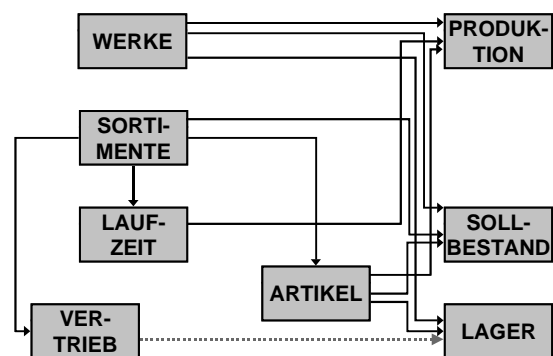 WERKE
PRODUK-
TION
SORTI-
MENTE
LAUF-
ZEIT
SOLL-
BESTAND
ARTIKEL
VER-
TRIEB
LAGER